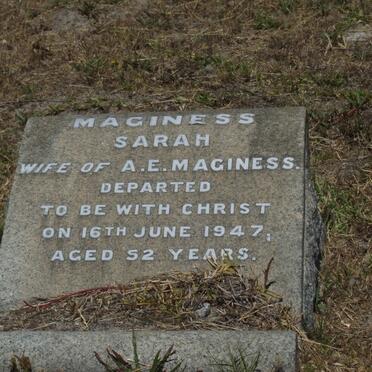 MAGINESS
SARAH
WIFE OF A.E. MAGINESS.
DEPARTED
TO BE WITH CHRIST
ON 16TH JUNE 1947,
AGED 52 YEARS.